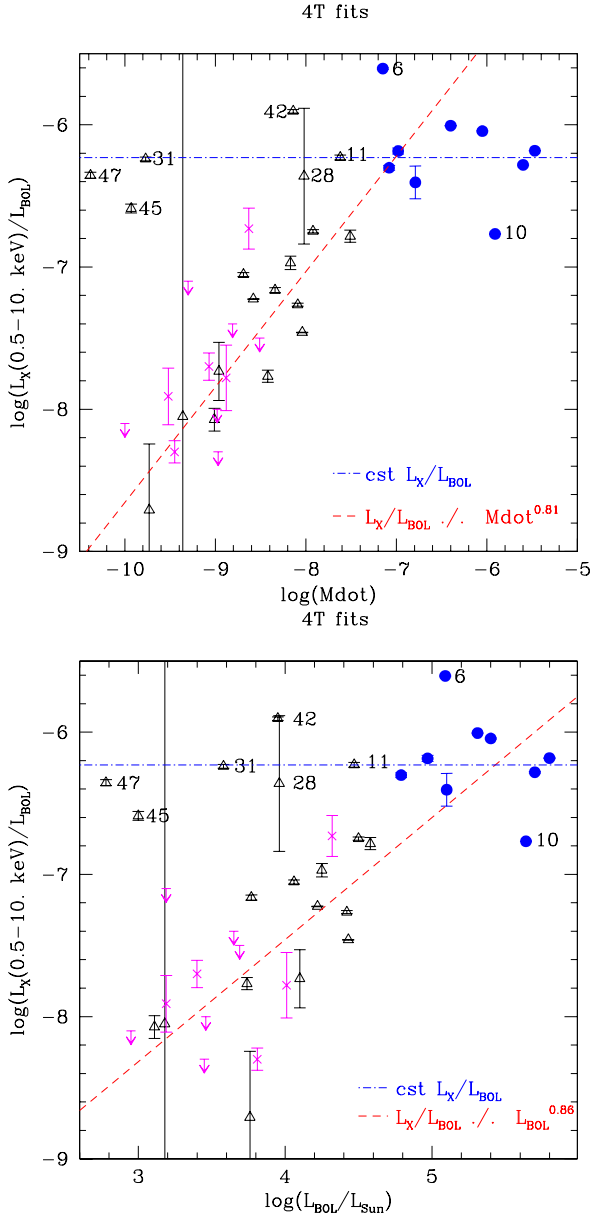 4T fits
-6
-7
-8
-9
log(L_X(0.5-10. keV)/L_BOL)
42
6
47
31
45
28
11
10
cst L_X/L_BOL
L_X/L_BOL ./. Mdot^0.81
-10 -9 -8 -7 -6 -5
log(Mdot)
4T fits
-6
-7
-8
-9
log(L_X(0.5-10. keV)/L_BOL)
6
42
47
31
45
28
11
10
cst L_X/L_BOL
L_X/L_BOL ./. L_BOL^0.86
3 4 5
log(L_BOL/L_Sun)